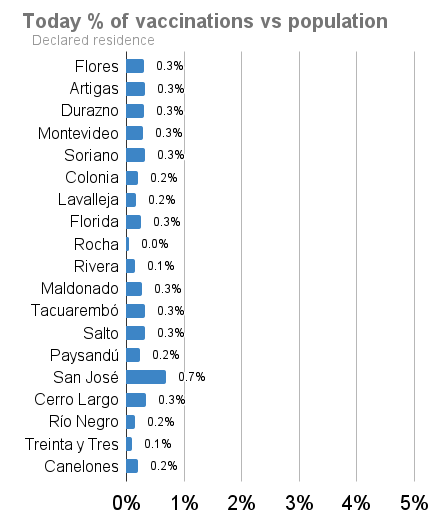 Today % of vaccinations vs population
Declared residence
Flores 0.3%
Artigas 0.3%
Durazno 0.3%
Montevideo 0.3%
Soriano 0.3%
Colonia 0.2%
Lavalleja 0.2%
Florida 0.3%
Rocha 0.0%
Rivera 0.1%
Maldonado 0.3%
Tacuarembó 0.3%
Salto 0.3%
Paysandú 0.2%
San José 0.7%
Cerro Largo 0.3%
Río Negro 0.2%
Treinta y Tres 0.1%
Canelones 0.2%
0% 1% 2% 3% 4% 5%